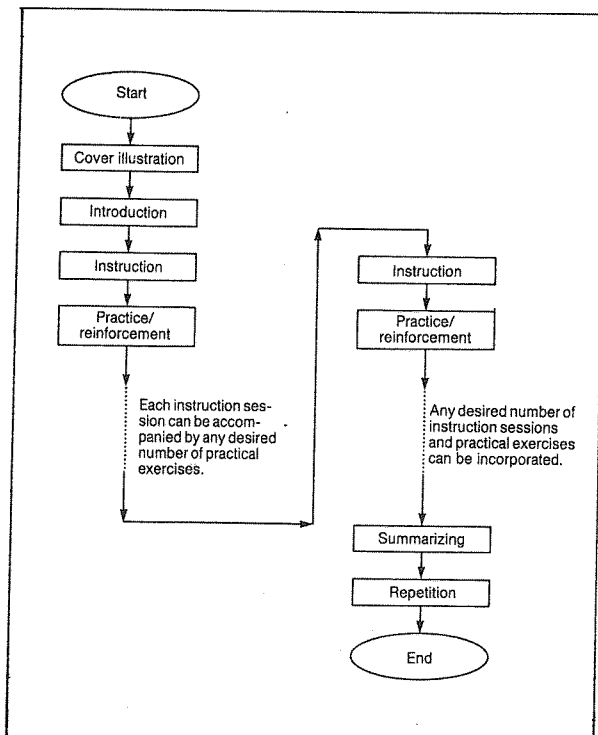 Start
Cover illustration
Introduction
Instruction
Practice/
reinforcement
Each instruction ses-
sion can be accom-
panied by any desired
number of practical
exercises.
Instruction
Practice/
reinforcement
Any desired number of
instruction sessions
and practical exercises
can be incorporated.
Summarizing
Repetition
End